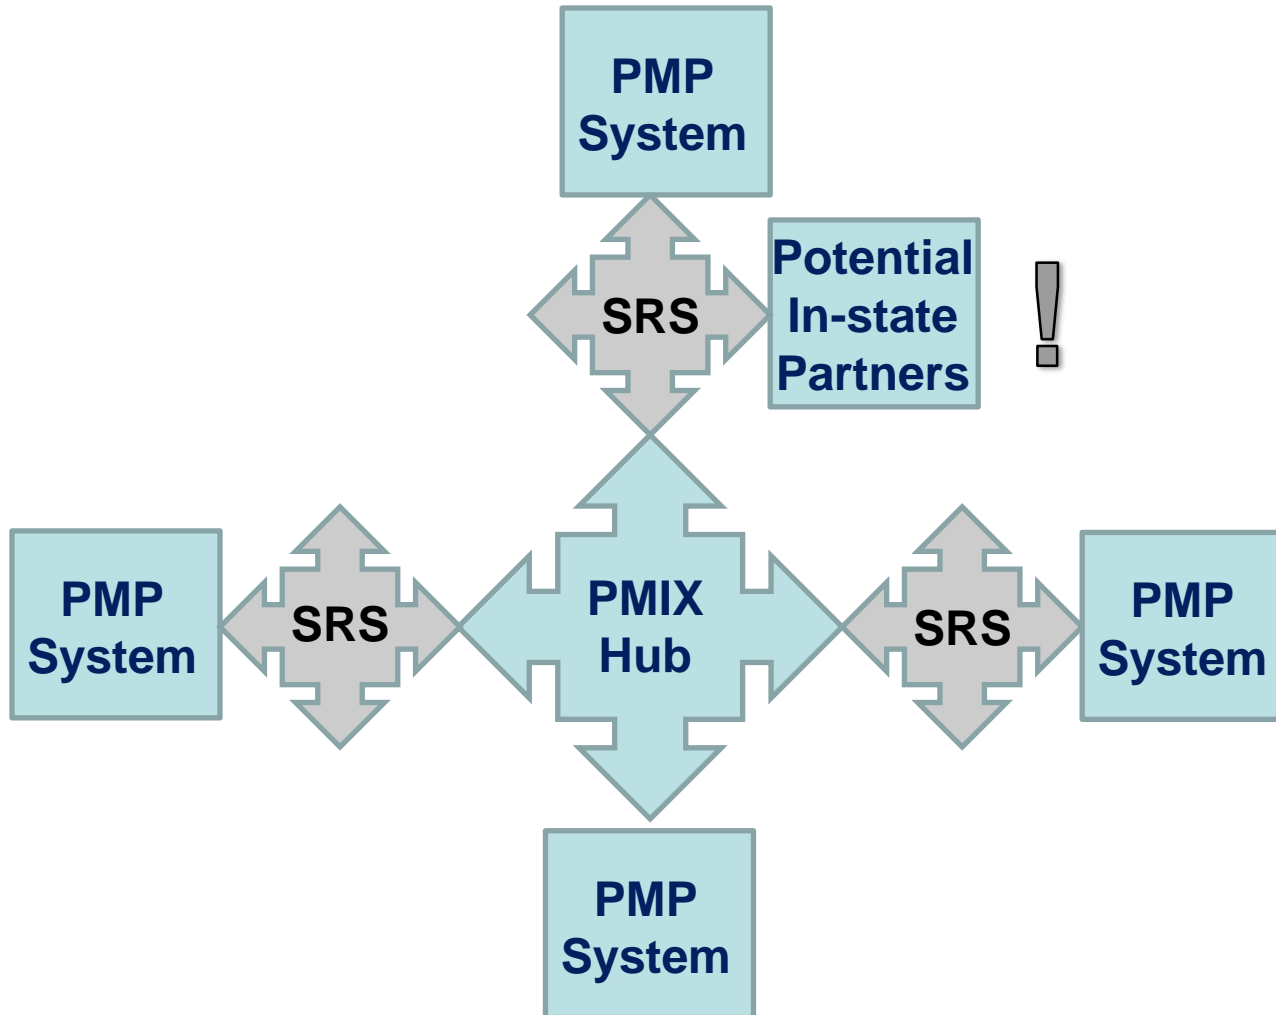 PMP
System
SRS
Potential
In-state
Partners
!
PMP
System
SRS
PMIX
Hub
SRS
PMP
System
PMP
System